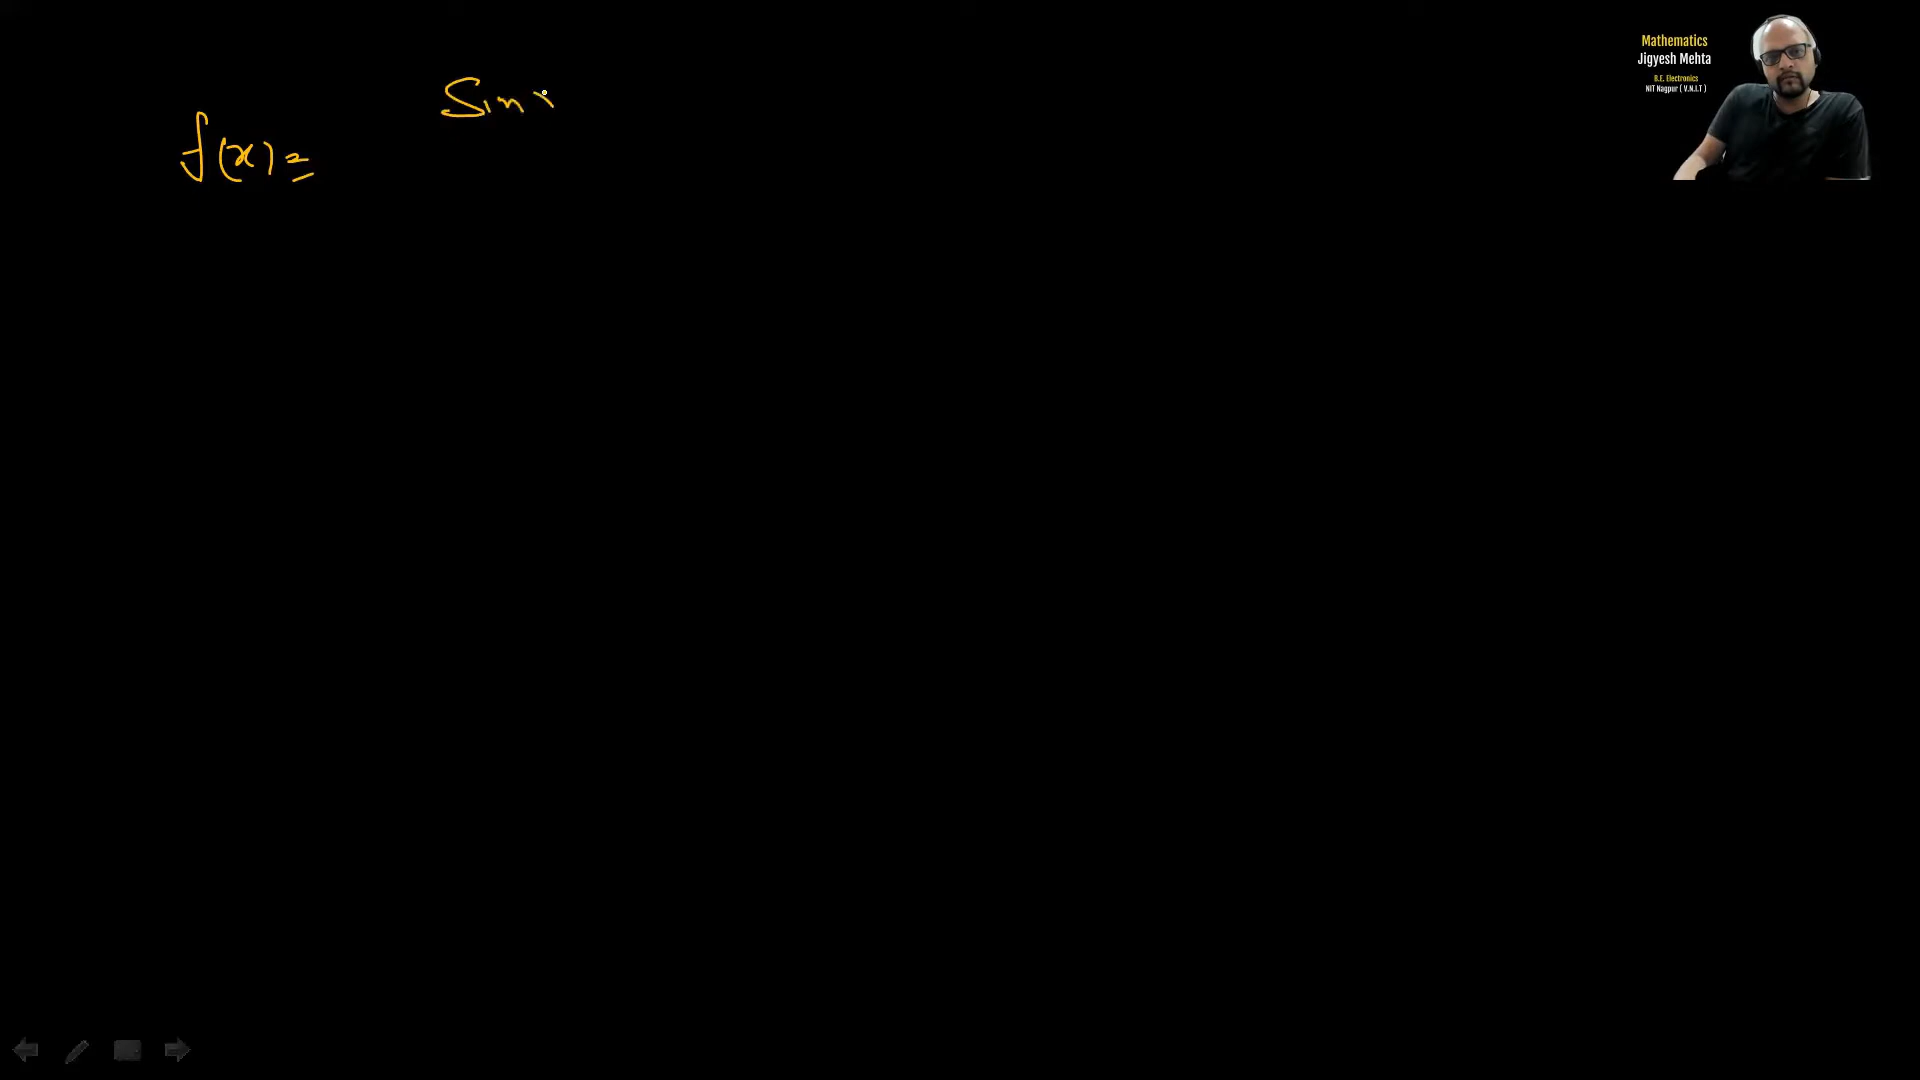 Mathematics
Jigyesh Mehta
B.E. Electronics
NIT Nagpur ( V.N.I.T )
Sin
f(x) =